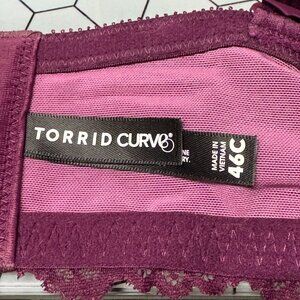 TORRID CURVE
MADE IN
VIETNAM
46C